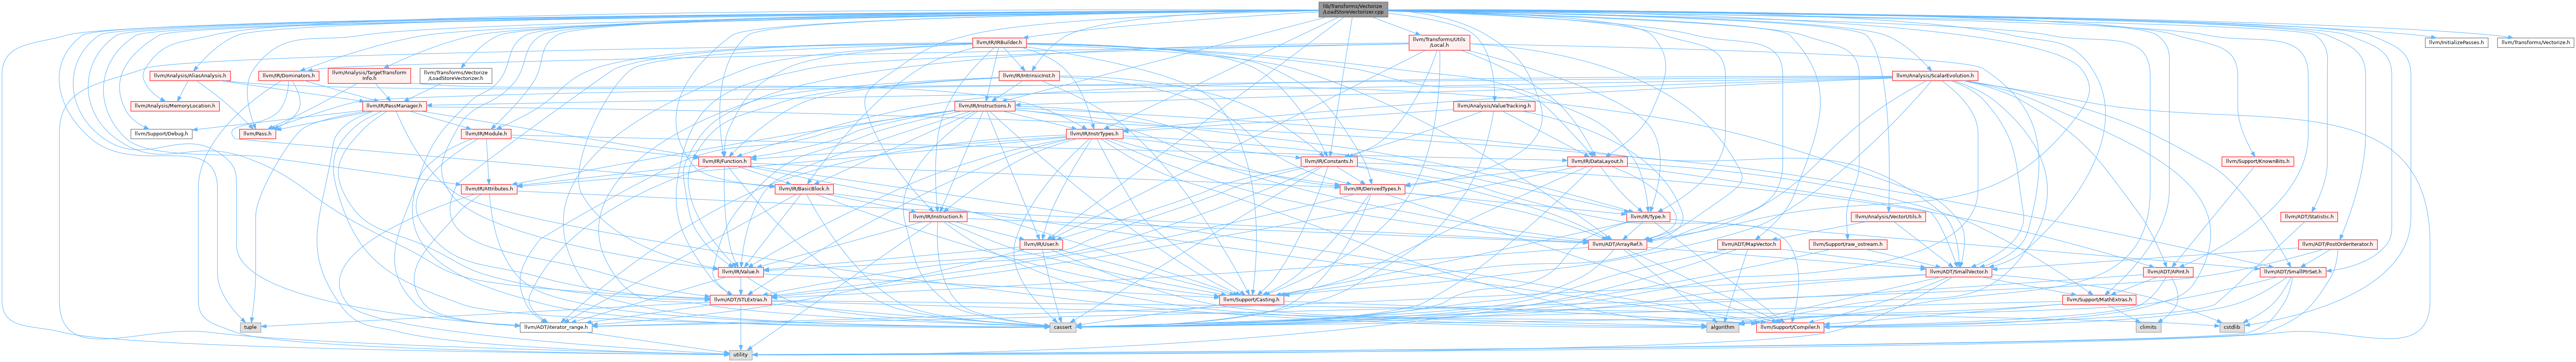 lib/Transforms/Vectorize
/LoadStoreVectorizer.cpp
llvm/IR/IRBuilder.h
llvm/Transforms/Utils
/Local.h
llvm/InitializePasses.h
llvm/Transforms/Vectorize.h
llvm/Analysis/AliasAnalysis.h
llvm/IR/Dominators.h
llvm/Analysis/TargetTransform
Info.h
llvm/Transforms/Vectorize
/LoadStoreVectorizer.h
llvm/IR/IntrinsicInst.h
llvm/Analysis/ScalarEvolution.h
llvm/Analysis/MemoryLocation.h
llvm/IR/PassManager.h
llvm/IR/Instructions.h
llvm/Analysis/ValueTracking.h
llvm/Support/Debug.h
llvm/Pass.h
llvm/IR/Module.h
llvm/IR/InstrTypes.h
llvm/IR/Function.h
llvm/IR/Constants.h
llvm/IR/DataLayout.h
llvm/Support/KnownBits.h
llvm/IR/Attributes.h
llvm/IR/BasicBlock.h
llvm/IR/DerivedTypes.h
llvm/IR/Instruction.h
llvm/IR/Type.h
llvm/Analysis/VectorUtils.h
llvm/ADT/Statistic.h
llvm/IR/User.h
llvm/ADT/ArrayRef.h
llvm/ADT/MapVector.h
llvm/Support/raw_ostream.h
llvm/ADT/PostOrderIterator.h
llvm/IR/Value.h
llvm/ADT/SmallVector.h
llvm/ADT/APInt.h
llvm/ADT/SmallPtrSet.h
llvm/ADT/STLExtras.h
llvm/Support/Casting.h
llvm/Support/MathExtras.h
tuple
llvm/ADT/iterator_range.h
cassert
algorithm
llvm/Support/Compiler.h
climits
cstdlib
utility